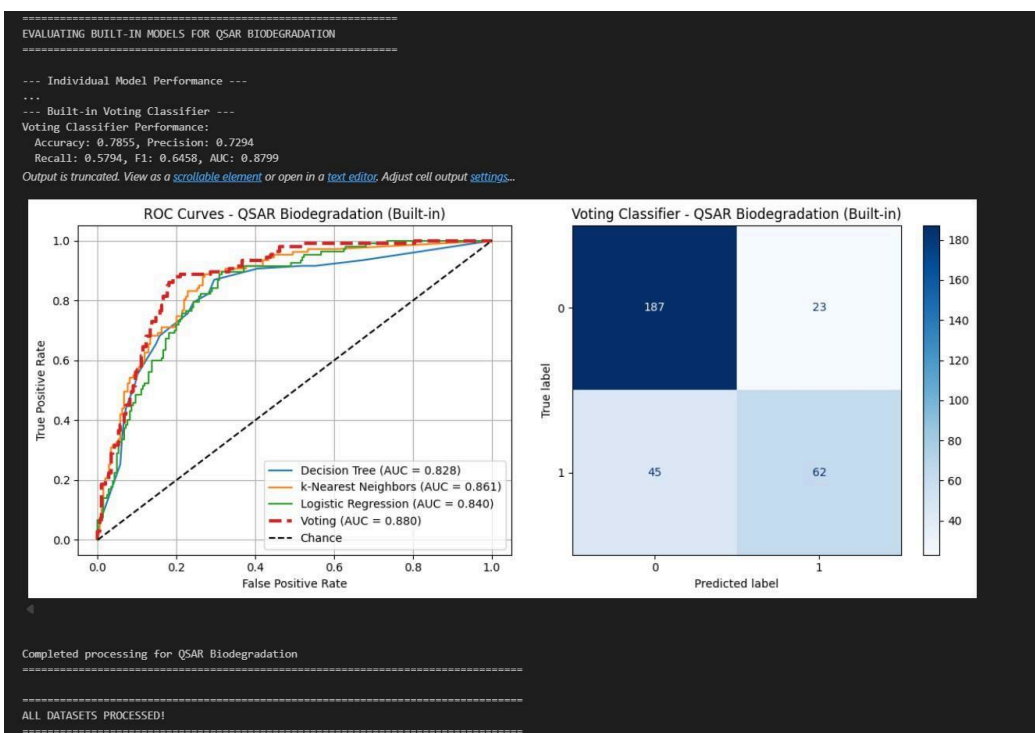 ============================================================
EVALUATING BUILT-IN MODELS FOR QSAR BIODEGRADATION
============================================================
--- Individual Model Performance ---
...
--- Built-in Voting Classifier ---
Voting Classifier Performance:
Accuracy: 0.7855, Precision: 0.7294
Recall: 0.5794, F1: 0.6458, AUC: 0.8799
Output is truncated. View as a scrollable element or open in a text editor. Adjust cell output settings...
ROC Curves - QSAR Biodegradation (Built-in)
1.0
0.8
0.6
0.4
0.2
0.0
True Positive Rate
Decision Tree (AUC = 0.828)
k-Nearest Neighbors (AUC = 0.861)
Logistic Regression (AUC = 0.840)
Voting (AUC = 0.880)
Chance
0.0 0.2 0.4 0.6 0.8 1.0
False Positive Rate
Voting Classifier - QSAR Biodegradation (Built-in)
True label
0 187 23
1 45 62
0 1
Predicted label
180
160
140
120
100
80
60
40
Completed processing for QSAR Biodegradation
================================================================================
================================================================================
ALL DATASETS PROCESSED!
================================================================================